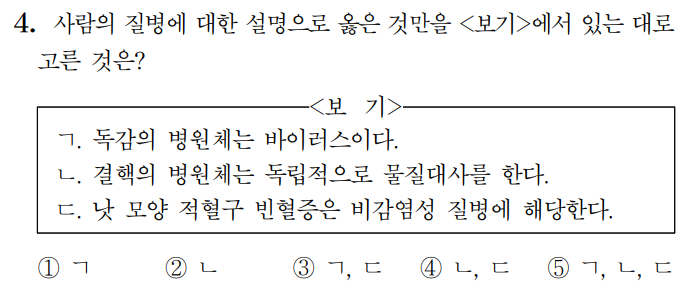 4. 사람의 질병에 대한 설명으로 옳은 것만을 <보기>에서 있는 대로
고른 것은?
<보 기>
ㄱ. 독감의 병원체는 바이러스이다.
ㄴ. 결핵의 병원체는 독립적으로 물질대사를 한다.
ㄷ. 낫 모양 적혈구 빈혈증은 비감염성 질병에 해당한다.
① ㄱ ② ㄴ ③ ㄱ, ㄷ ④ ㄴ, ㄷ ⑤ ㄱ, ㄴ, ㄷ